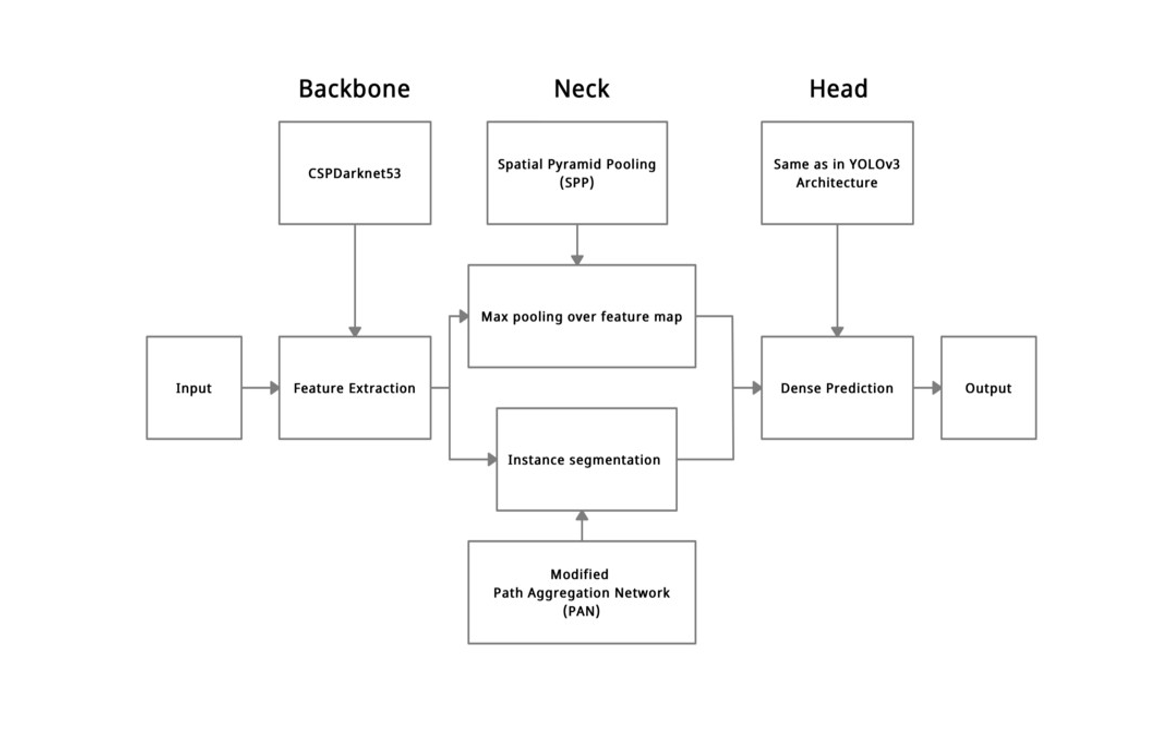 Backbone
Neck
Head
CSPDarknet53
Spatial Pyramid Pooling
(SPP)
Same as in YOLOv3
Architecture
Max pooling over feature map
Input
Feature Extraction
Dense Prediction
Output
Instance segmentation
Modified
Path Aggregation Network
(PAN)